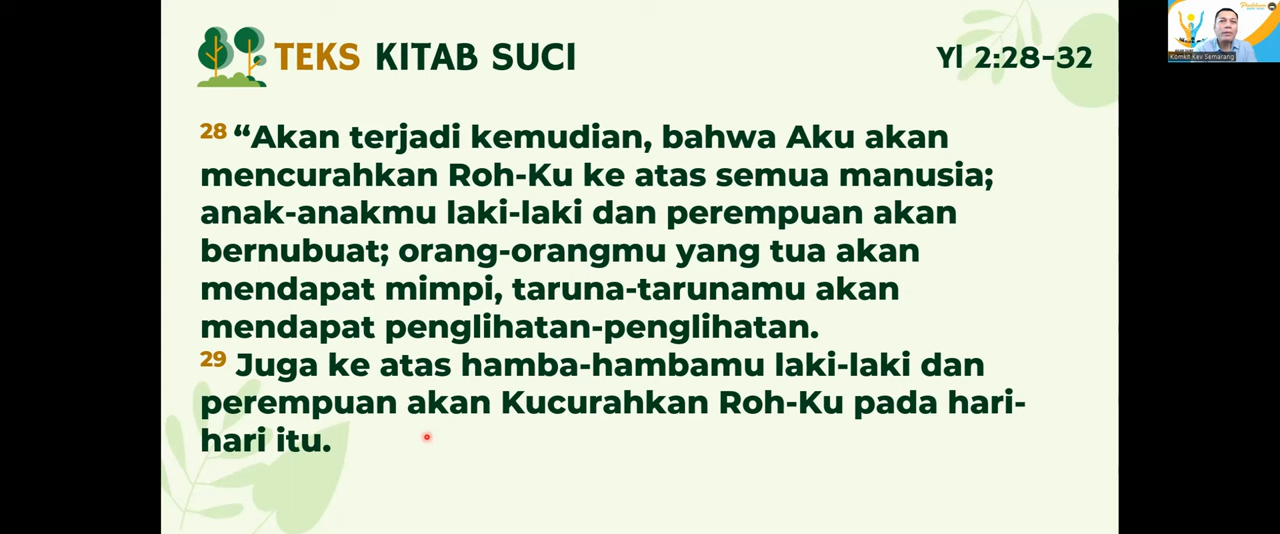 TEKS KITAB SUCI
Yl 2:28-32
28 “Akan terjadi kemudian, bahwa Aku akan
mencurahkan Roh-Ku ke atas semua manusia;
anak-anakmu laki-laki dan perempuan akan
bernubuat; orang-orangmu yang tua akan
mendapat mimpi, taruna-tarunamu akan
mendapat penglihatan-penglihatan.
29 Juga ke atas hamba-hambamu laki-laki dan
perempuan akan Kucurahkan Roh-Ku pada hari-
hari itu.
Komkit Kev Semarang